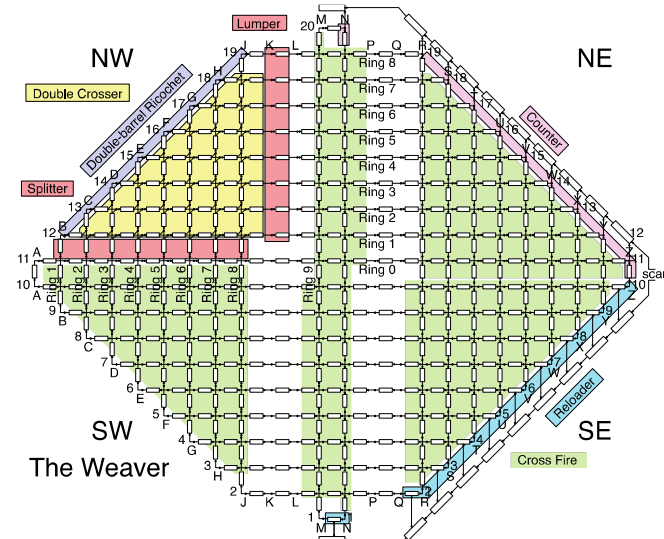 Lumper
M N
20
NW
NE
19 J K L P Q R 19
Ring 8
H 18
S 18
Ring 7
Double Crosser
Double-barrel Ricochet
G 17
T 17
Ring 6
F 16
U 16
Counter
Ring 5
E 15
V 15
Ring 4
D 14
W 14
Ring 3
Splitter
C 13
X 13
Ring 2
B 12
Y 12
Ring 1
A 11
Z 11
Ring 0
Ring 1 Ring 2 Ring 3 Ring 4 Ring 5 Ring 6 Ring 7 Ring 8 Ring 9
scar
10 A
10 Z
9 B
9 Y
8 C
8 X
7 D
7 W
6 E
6 V
Reloader
5 F
5 U
SW
SE
4 G
4 T
Cross Fire
The Weaver
3 H
3 S
2 J K L P Q R 2
1 M N 1